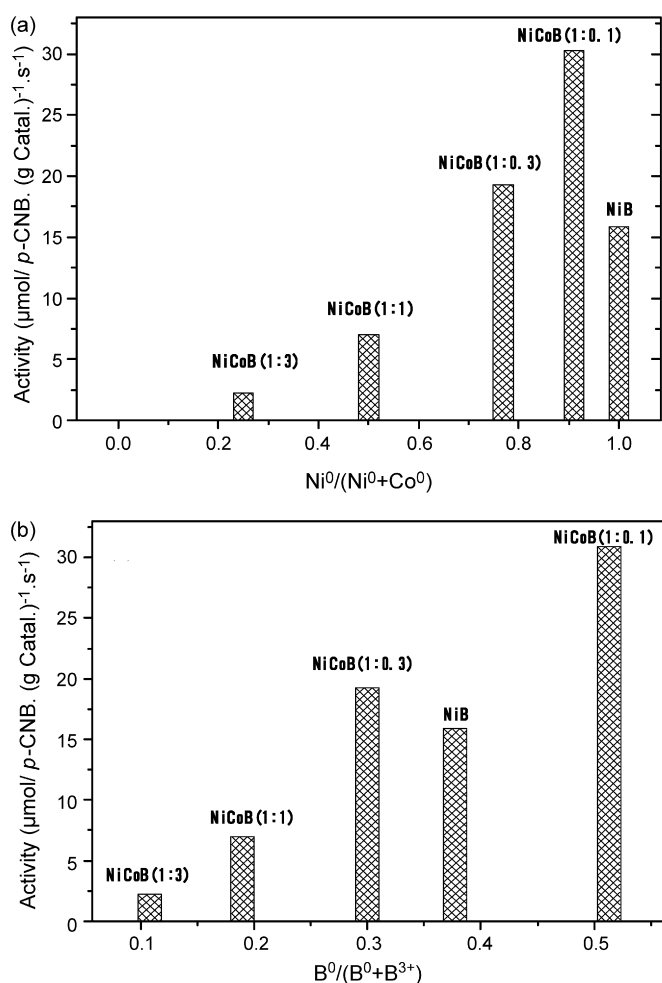 (a)
NiCoB(1:0.1)
30
25
NiCoB(1:0.3)
20
NiB
15
10
NiCoB(1:1)
5
NiCoB(1:3)
0
Activity (μmol/ p-CNB. (g Catal.)⁻¹.s⁻¹)
0.0 0.2 0.4 0.6 0.8 1.0
Ni⁰/(Ni⁰+Co⁰)
(b)
NiCoB(1:0.1)
30
25
NiCoB(1:0.3)
20
NiB
15
10
NiCoB(1:1)
5
NiCoB(1:3)
0
Activity (μmol/ p-CNB. (g Catal.)⁻¹.s⁻¹)
0.1 0.2 0.3 0.4 0.5
B⁰/(B⁰+B³⁺)